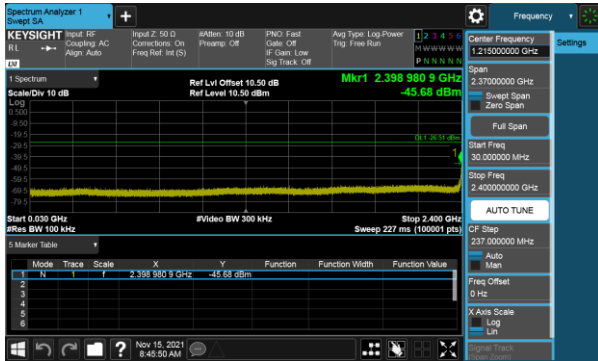 Spectrum Analyzer 1
Swept SA
+
Frequency
KEYSIGHT
RL
Input: RF
Coupling: AC
Align: Auto
Input Z: 50 Ω
Corrections: On
Freq Ref: Int (S)
#Atten: 10 dB
Preamp: Off
PNO: Fast
Gate: Off
IF Gain: Low
Sig Track: Off
Avg Type: Log-Power
Trig: Free Run
1 2 3 4 5 6
M W W W W W
P N N N N N
1 Spectrum
Scale/Div 10 dB
Log
Ref Lvl Offset 10.50 dB
Ref Level 10.50 dBm
Mkr1 2.398 980 9 GHz
-45.68 dBm
0.500
-9.50
-19.5
-29.5
-39.5
-49.5
-59.5
-69.5
-79.5
DL1 -26.51 dBm
1
Start 0.030 GHz
#Res BW 100 kHz
#Video BW 300 kHz
Stop 2.400 GHz
Sweep 227 ms (100001 pts)
5 Marker Table
Mode Trace Scale X Y Function Function Width Function Value
1 N 1 f 2.398 980 9 GHz -45.68 dBm
2
3
4
5
6
?
Nov 15, 2021
8:45:50 AM
Center Frequency
1.215000000 GHz
Settings
Span
2.37000000 GHz
Swept Span
Zero Span
Full Span
Start Freq
30.000000 MHz
Stop Freq
2.400000000 GHz
AUTO TUNE
CF Step
237.000000 MHz
Auto
Man
Freq Offset
0 Hz
X Axis Scale
Log
Lin
Signal Track
(Span Zoom)